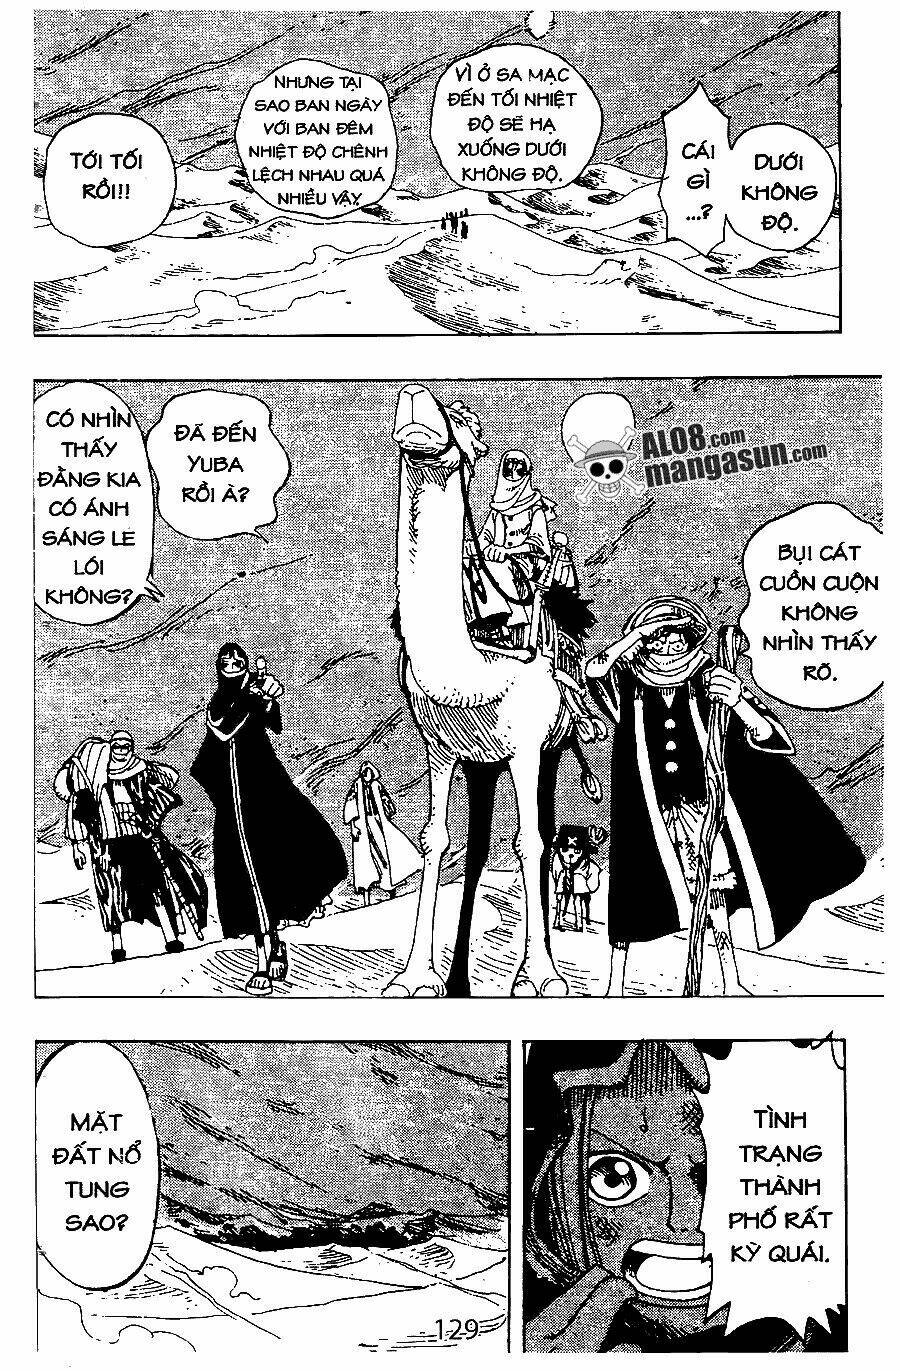 TỚI TỐI
RỒI!!
NHƯNG TẠI
SAO BAN NGÀY
VỚI BAN ĐÊM
NHIỆT ĐỘ CHÊNH
LỆCH NHAU QUÁ
NHIỀU VẬY.
VÌ Ở SA MẠC
ĐẾN TỐI NHIỆT
ĐỘ SẼ HẠ
XUỐNG DƯỚI
KHÔNG ĐỘ.
CÁI
GÌ
...?
DƯỚI
KHÔNG
ĐỘ.
CÓ NHÌN
THẤY
ĐẰNG KIA
CÓ ÁNH
SÁNG LE
LÓI
KHÔNG?
ĐÃ ĐẾN
YUBA
RỒI À?
ALO8.com
mangasun.com
BỤI CÁT
CUỒN CUỘN
KHÔNG
NHÌN THẤY
RÕ.
MẶT
ĐẤT NỔ
TUNG
SAO?
TÌNH
TRẠNG
THÀNH
PHỐ RẤT
KỲ QUÁI.
129